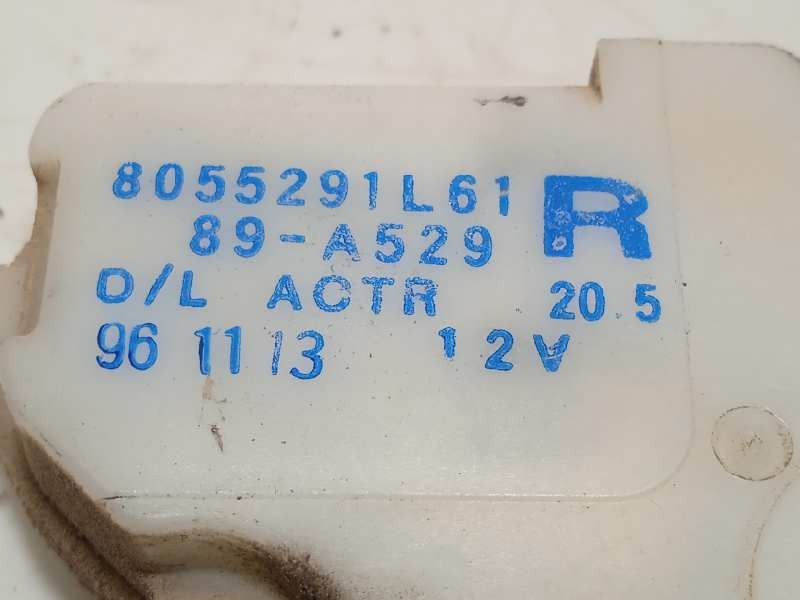 8055291L61 R
89-A529
D/L ACTR 20 5
96 11 13 12V